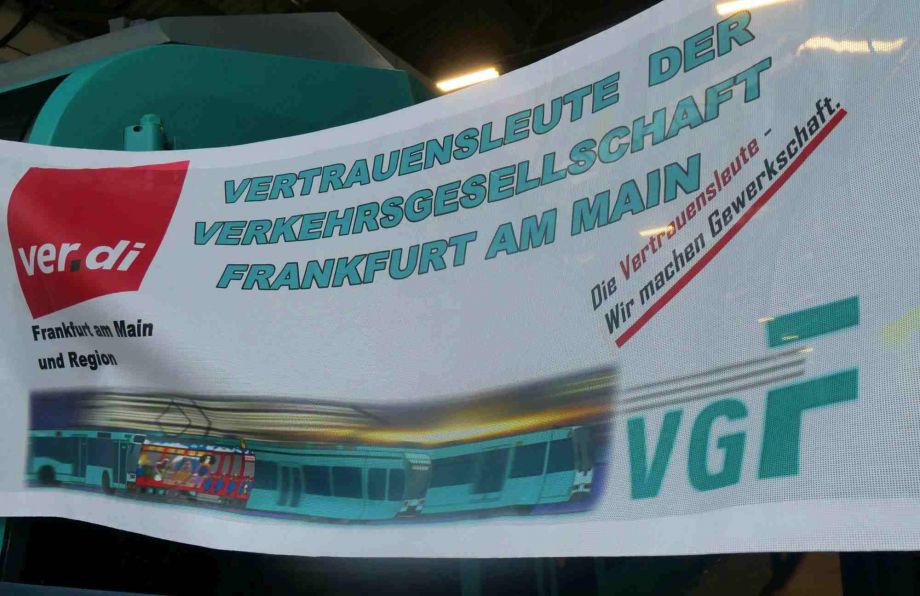 VERTRAUENSLEUTE DER
VERKEHRSGESELLSCHAFT
FRANKFURT AM MAIN
ver.di
Frankfurt am Main
und Region
Die Vertrauensleute -
Wir machen Gewerkschaft.
VGF